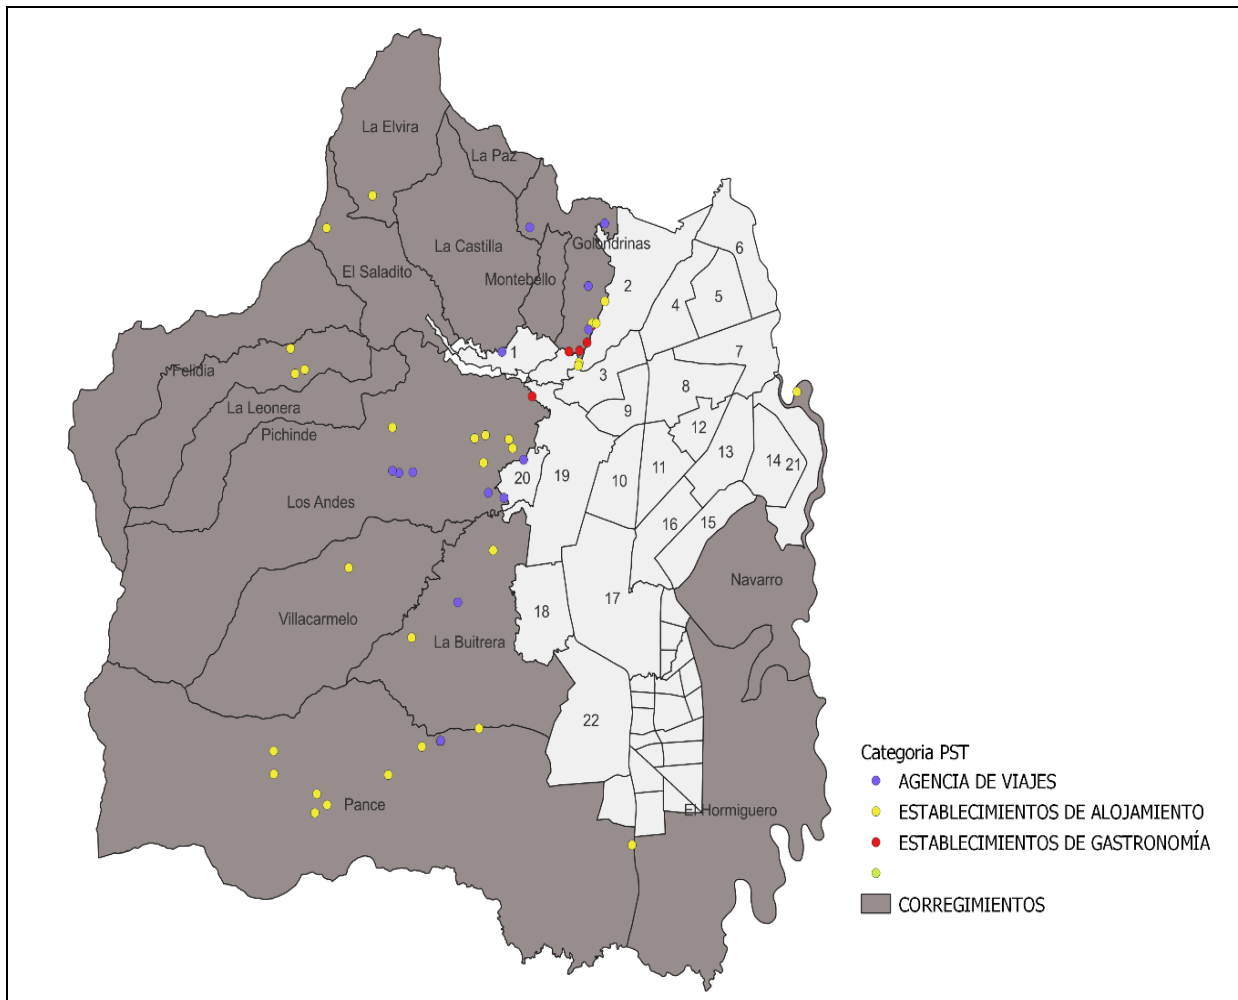 La Elvira
La Paz
6
La Castilla
Golondrinas
El Saladito
Montebello
2
5
4
1
7
Felidia
3
8
La Leonera
9
Pichinde
12
13
14
21
20
19
10
11
Los Andes
16
15
Navarro
17
18
Villacarmelo
La Buitrera
22
Pance
El Hormiguero
Categoria PST
AGENCIA DE VIAJES
ESTABLECIMIENTOS DE ALOJAMIENTO
ESTABLECIMIENTOS DE GASTRONOMÍA
CORREGIMIENTOS